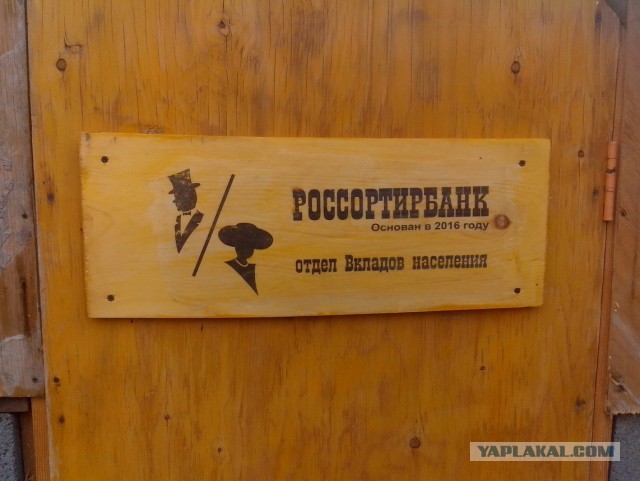 РОССОРТИРБАНК
Основан в 2016 году
отдел Вкладов населения
YAPLAKAL.COM